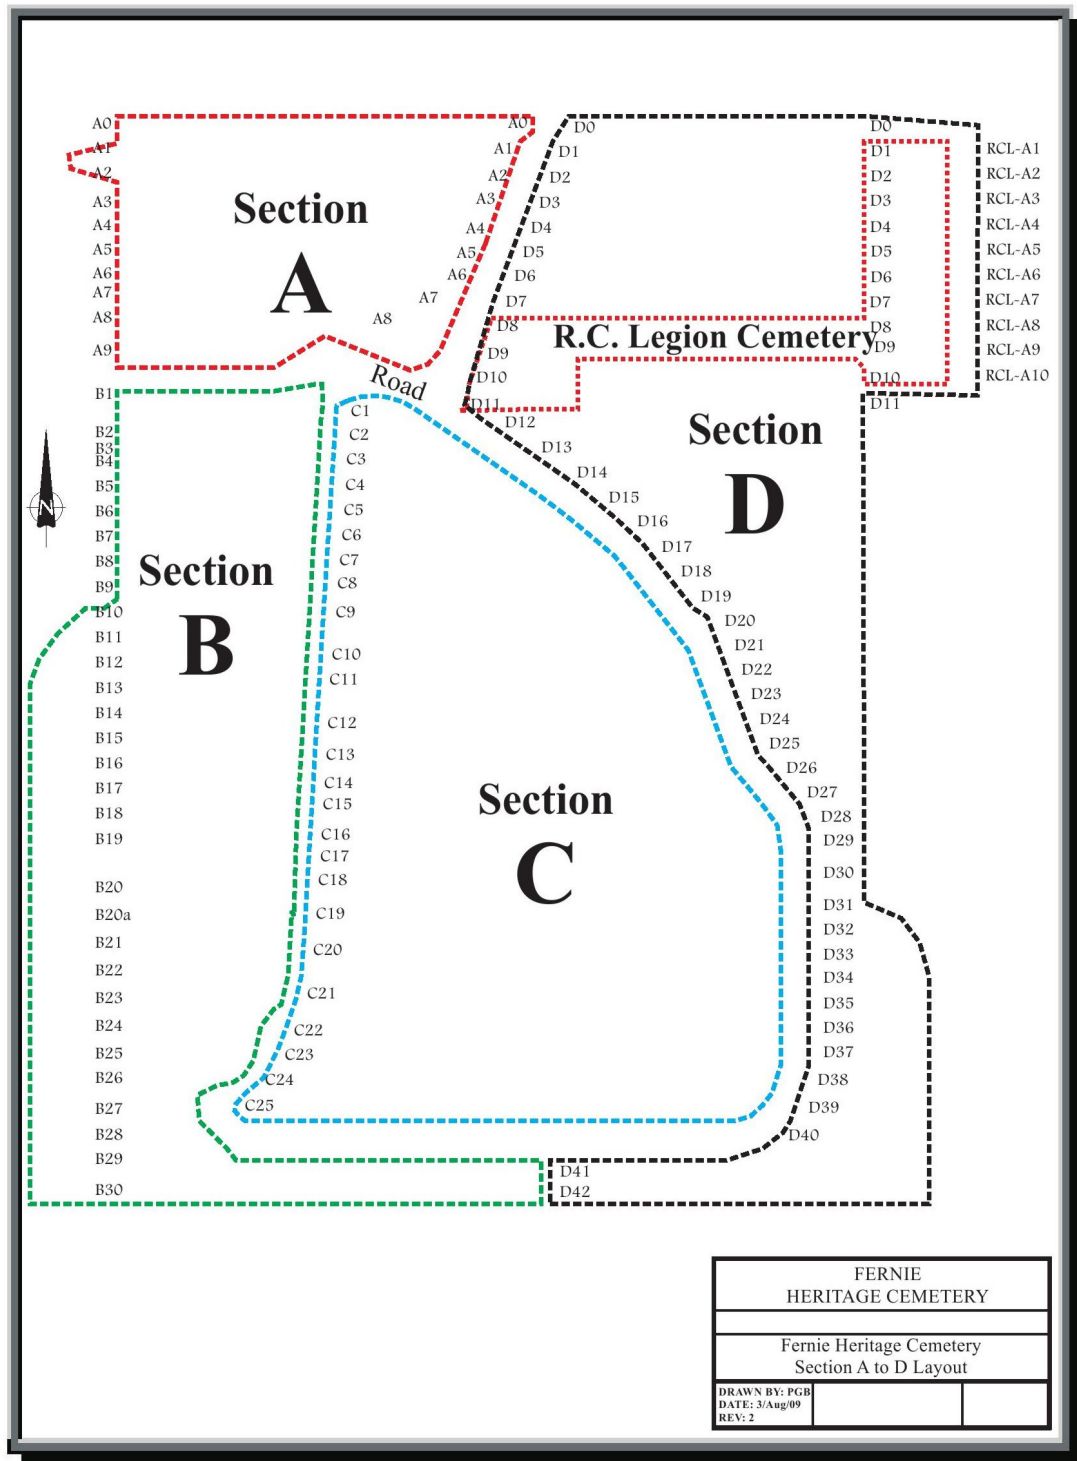 A0
A1
A2
A3
A4
A5
A6
A7
A8
A9
Section
A
A0
A1
A2
A3
A4
A5
A6
A7
A8
D0
D1
D2
D3
D4
D5
D6
D7
D8
D9
D10
D11
D0
D1
D2
D3
D4
D5
D6
D7
D8
D9
D10
D11
RCL-A1
RCL-A2
RCL-A3
RCL-A4
RCL-A5
RCL-A6
RCL-A7
RCL-A8
RCL-A9
RCL-A10
R.C. Legion Cemetery
Road
B1
B2
B3
B4
B5
B6
B7
B8
B9
B10
B11
B12
B13
B14
B15
B16
B17
B18
B19
B20
B20a
B21
B22
B23
B24
B25
B26
B27
B28
B29
B30
N
Section
B
C1
C2
C3
C4
C5
C6
C7
C8
C9
C10
C11
C12
C13
C14
C15
C16
C17
C18
C19
C20
C21
C22
C23
C24
C25
Section
C
Section
D
D12
D13
D14
D15
D16
D17
D18
D19
D20
D21
D22
D23
D24
D25
D26
D27
D28
D29
D30
D31
D32
D33
D34
D35
D36
D37
D38
D39
D40
D41
D42
FERNIE
HERITAGE CEMETERY
Fernie Heritage Cemetery
Section A to D Layout
DRAWN BY: PGB
DATE: 3/Aug/09
REV: 2